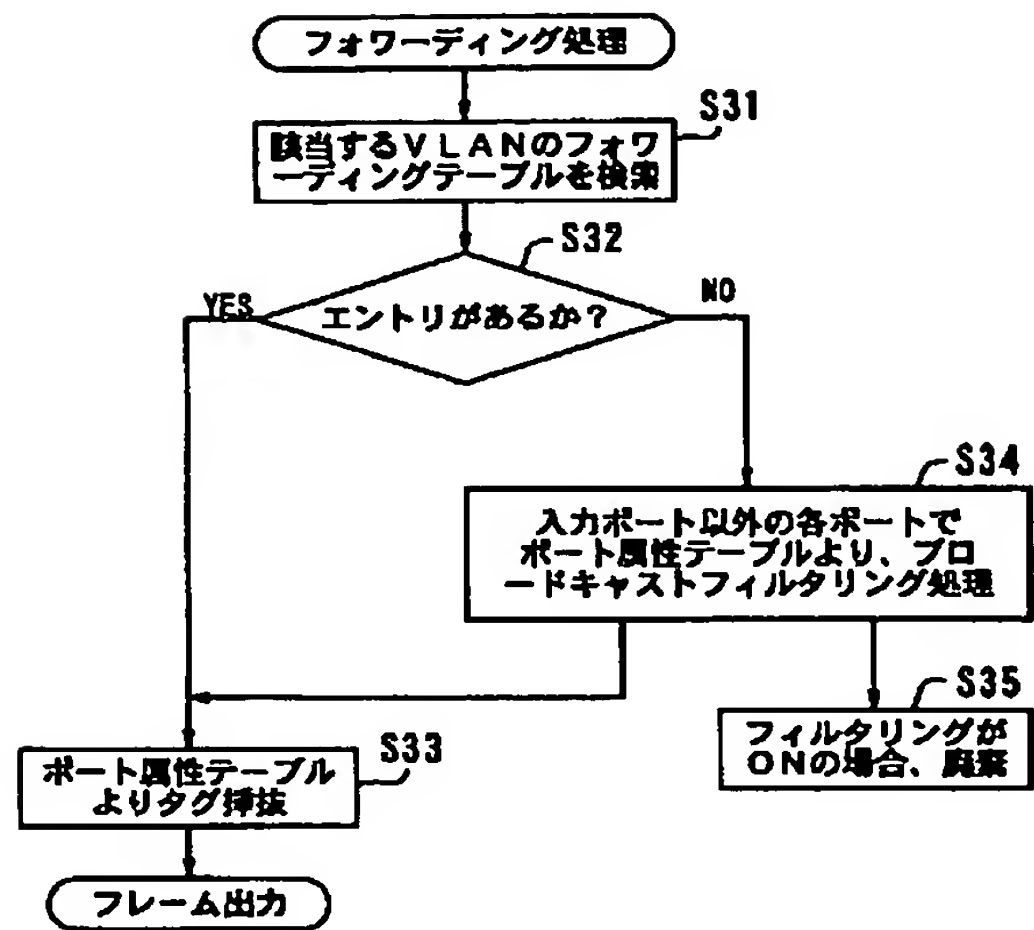 フォワーディング処理
S31
該当するVLANのフォワ
ーディングテーブルを検索
S32
YES
エントリがあるか?
NO
S34
入力ポート以外の各ポートで
ポート属性テーブルより、ブロ
ードキャストフィルタリング処理
S35
フィルタリングが
ONの場合、廃棄
S33
ポート属性テーブル
よりタグ挿抜
フレーム出力